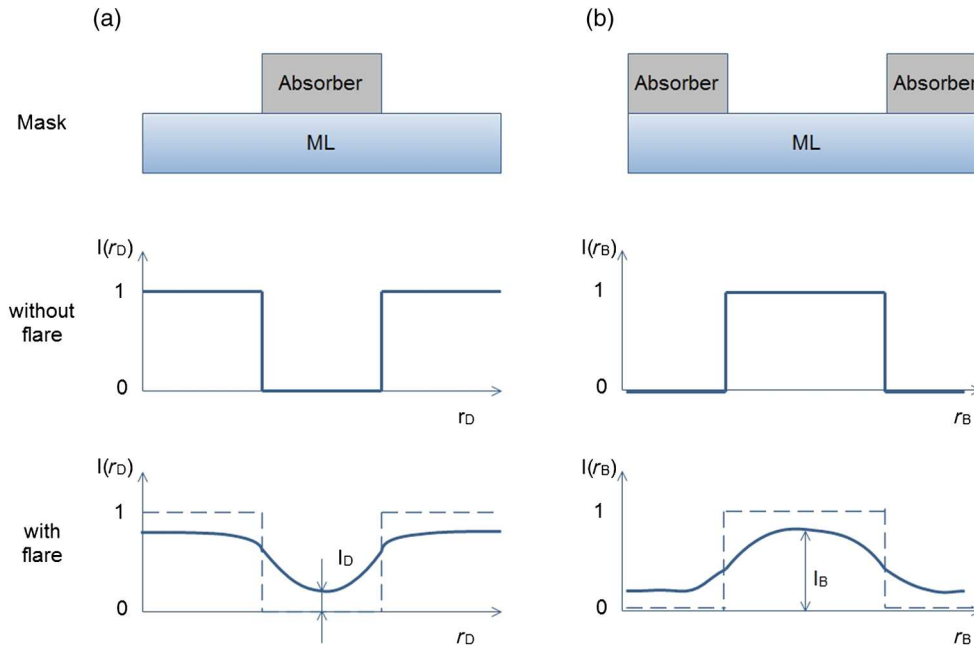 (a)
(b)
Mask
Absorber
ML
Absorber
Absorber
ML
without
flare
I(rD)
1
0
rD
I(rB)
1
0
rB
with
flare
I(rD)
1
ID
0
rD
I(rB)
1
IB
0
rB